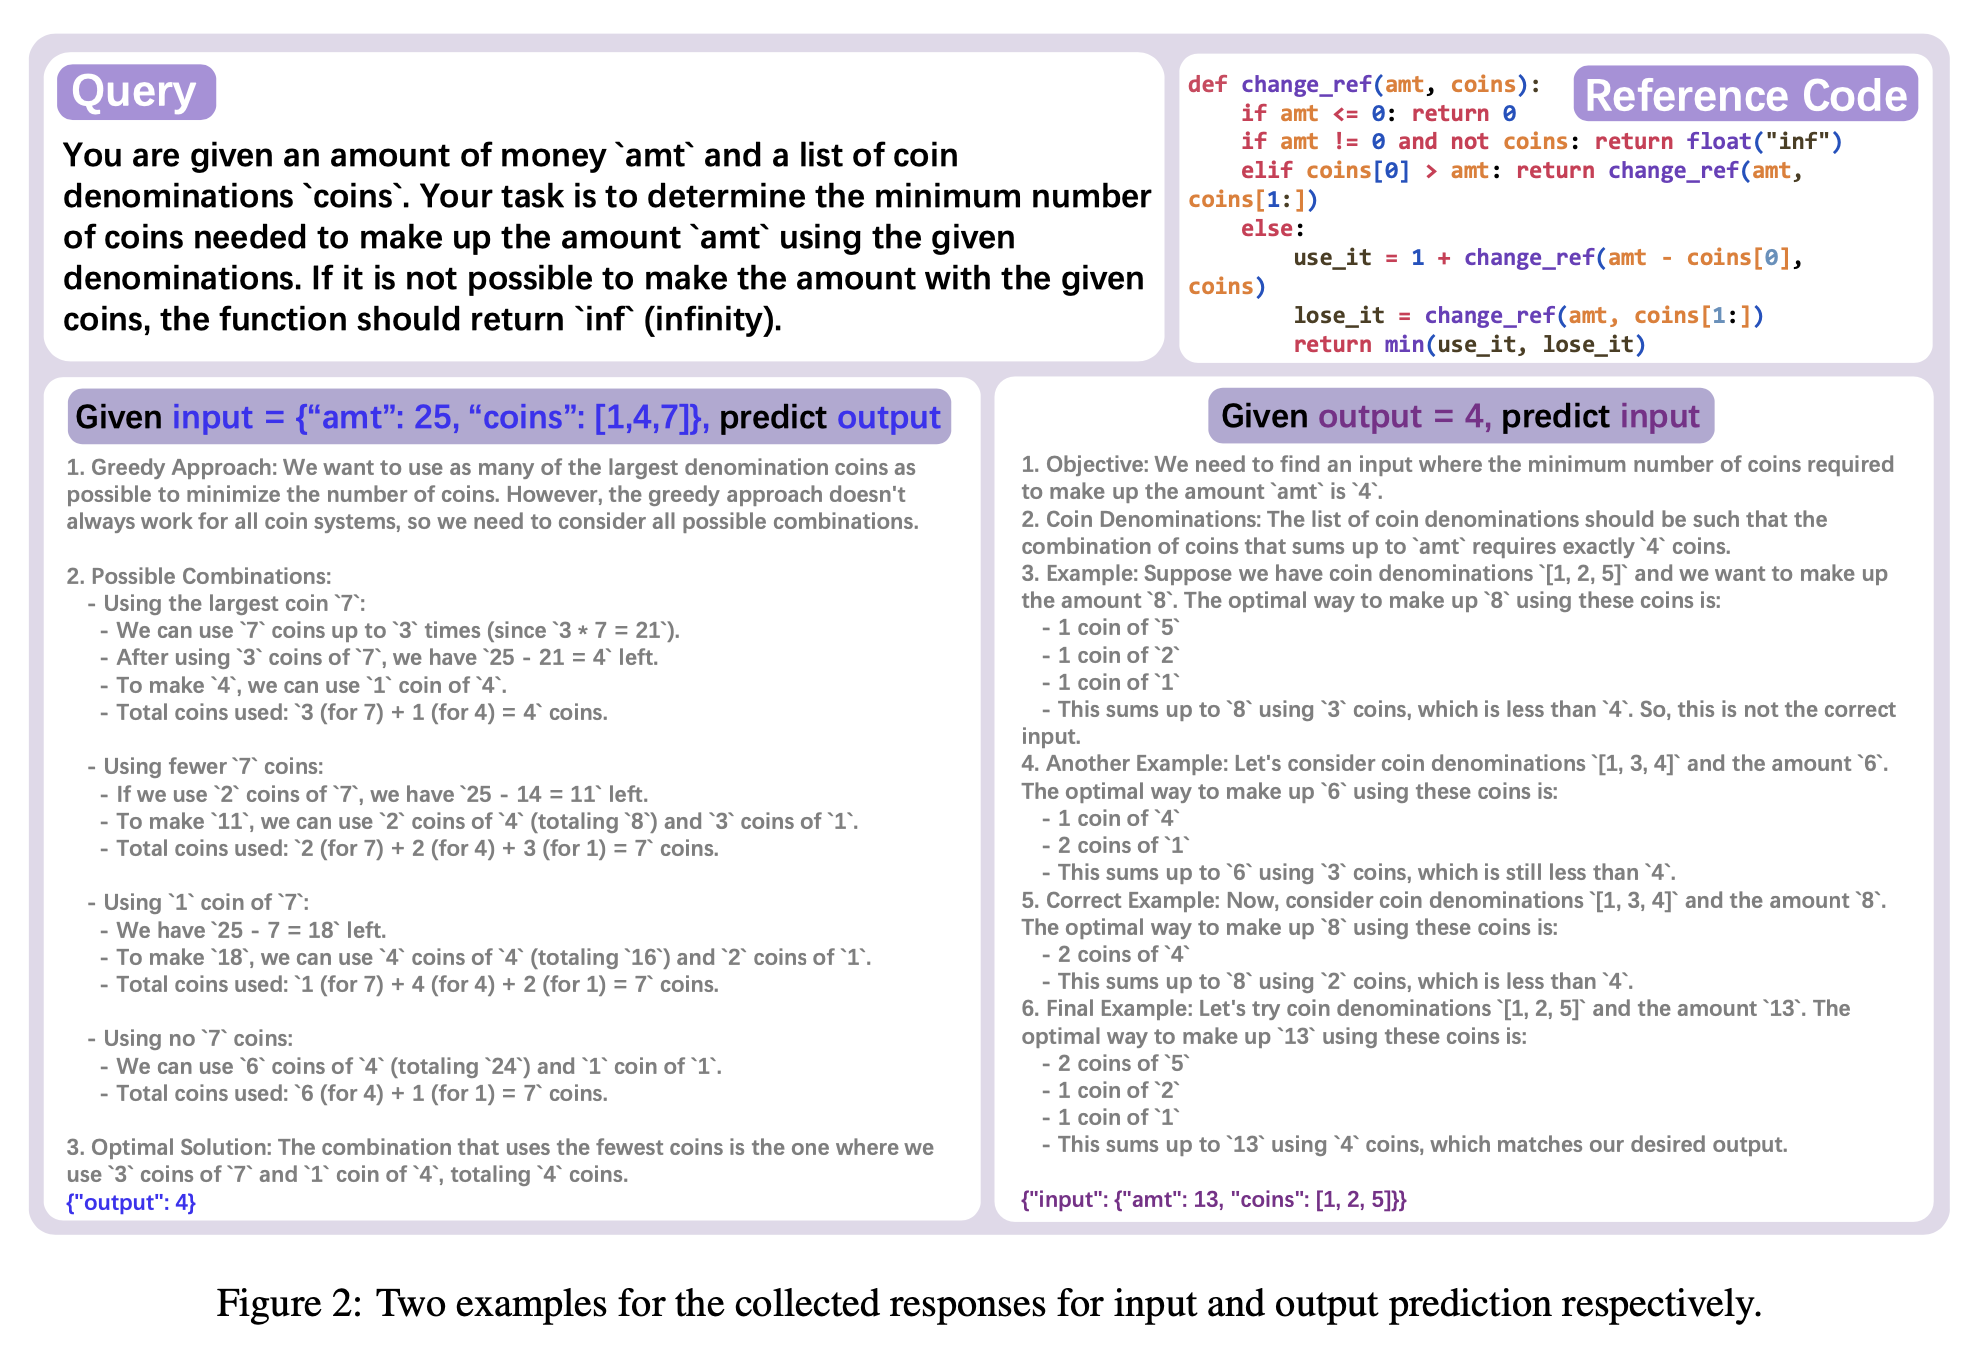 Query
You are given an amount of money `amt` and a list of coin
denominations `coins`. Your task is to determine the minimum number
of coins needed to make up the amount `amt` using the given
denominations. If it is not possible to make the amount with the given
coins, the function should return `inf` (infinity).
Reference Code
def change_ref(amt, coins):
    if amt <= 0: return 0
    if amt != 0 and not coins: return float("inf")
    elif coins[0] > amt: return change_ref(amt,
coins[1:])
    else:
        use_it = 1 + change_ref(amt - coins[0],
coins)
        lose_it = change_ref(amt, coins[1:])
        return min(use_it, lose_it)
Given input = {“amt”: 25, “coins”: [1,4,7]}, predict output
1. Greedy Approach: We want to use as many of the largest denomination coins as
possible to minimize the number of coins. However, the greedy approach doesn't
always work for all coin systems, so we need to consider all possible combinations.
2. Possible Combinations:
- Using the largest coin `7`:
- We can use `7` coins up to `3` times (since `3 * 7 = 21`).
- After using `3` coins of `7`, we have `25 - 21 = 4` left.
- To make `4`, we can use `1` coin of `4`.
- Total coins used: `3 (for 7) + 1 (for 4) = 4` coins.
- Using fewer `7` coins:
- If we use `2` coins of `7`, we have `25 - 14 = 11` left.
- To make `11`, we can use `2` coins of `4` (totaling `8`) and `3` coins of `1`.
- Total coins used: `2 (for 7) + 2 (for 4) + 3 (for 1) = 7` coins.
- Using `1` coin of `7`:
- We have `25 - 7 = 18` left.
- To make `18`, we can use `4` coins of `4` (totaling `16`) and `2` coins of `1`.
- Total coins used: `1 (for 7) + 4 (for 4) + 2 (for 1) = 7` coins.
- Using no `7` coins:
- We can use `6` coins of `4` (totaling `24`) and `1` coin of `1`.
- Total coins used: `6 (for 4) + 1 (for 1) = 7` coins.
3. Optimal Solution: The combination that uses the fewest coins is the one where we
use `3` coins of `7` and `1` coin of `4`, totaling `4` coins.
{"output": 4}
Given output = 4, predict input
1. Objective: We need to find an input where the minimum number of coins required
to make up the amount `amt` is `4`.
2. Coin Denominations: The list of coin denominations should be such that the
combination of coins that sums up to `amt` requires exactly `4` coins.
3. Example: Suppose we have coin denominations `[1, 2, 5]` and we want to make up
the amount `8`. The optimal way to make up `8` using these coins is:
- 1 coin of `5`
- 1 coin of `2`
- 1 coin of `1`
- This sums up to `8` using `3` coins, which is less than `4`. So, this is not the correct
input.
4. Another Example: Let's consider coin denominations `[1, 3, 4]` and the amount `6`.
The optimal way to make up `6` using these coins is:
- 1 coin of `4`
- 2 coins of `1`
- This sums up to `6` using `3` coins, which is still less than `4`.
5. Correct Example: Now, consider coin denominations `[1, 3, 4]` and the amount `8`.
The optimal way to make up `8` using these coins is:
- 2 coins of `4`
- This sums up to `8` using `2` coins, which is less than `4`.
6. Final Example: Let's try coin denominations `[1, 2, 5]` and the amount `13`. The
optimal way to make up `13` using these coins is:
- 2 coins of `5`
- 1 coin of `2`
- 1 coin of `1`
- This sums up to `13` using `4` coins, which matches our desired output.
{"input": {"amt": 13, "coins": [1, 2, 5]}}
Figure 2: Two examples for the collected responses for input and output prediction respectively.